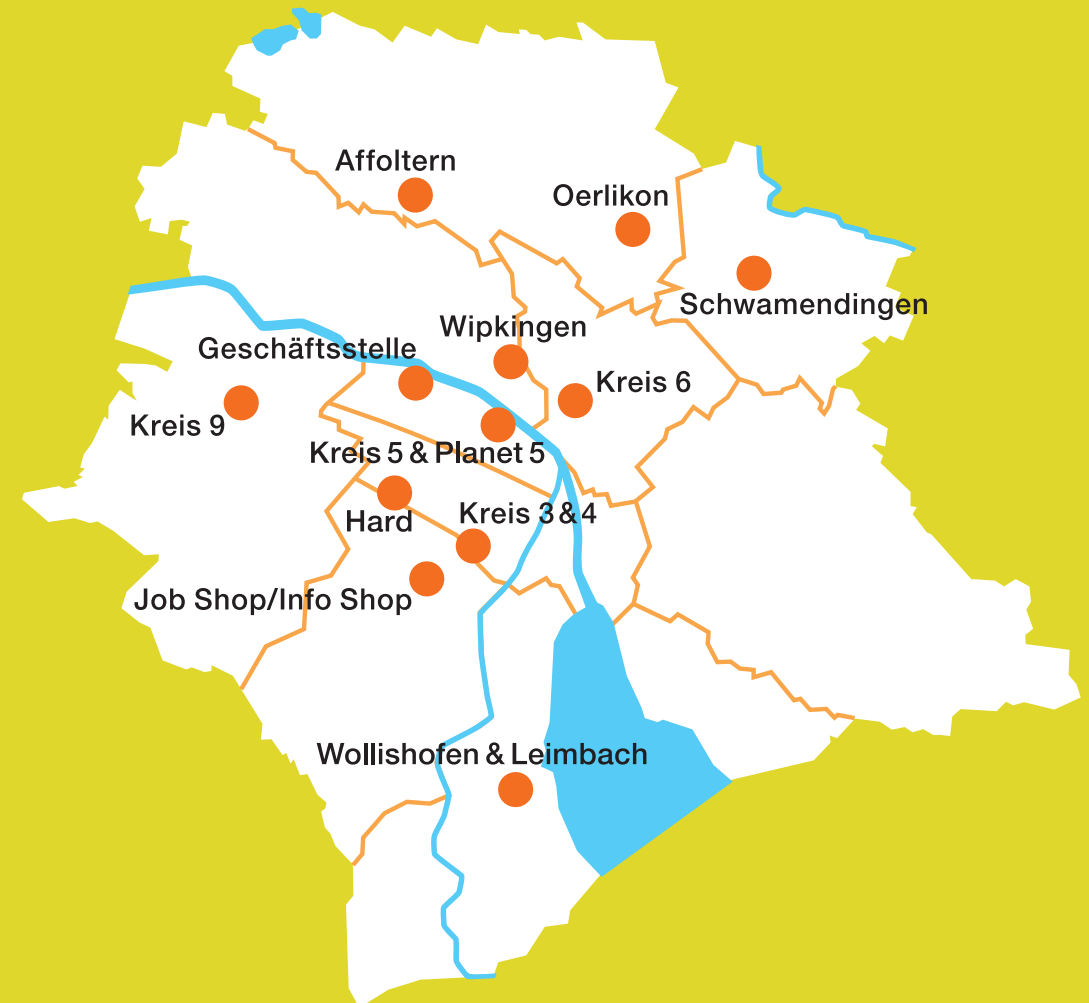 Affoltern
Oerlikon
Schwamendingen
Wipkingen
Geschäftsstelle
Kreis 6
Kreis 9
Kreis 5 & Planet 5
Hard
Kreis 3 & 4
Job Shop/Info Shop
Wollishofen & Leimbach